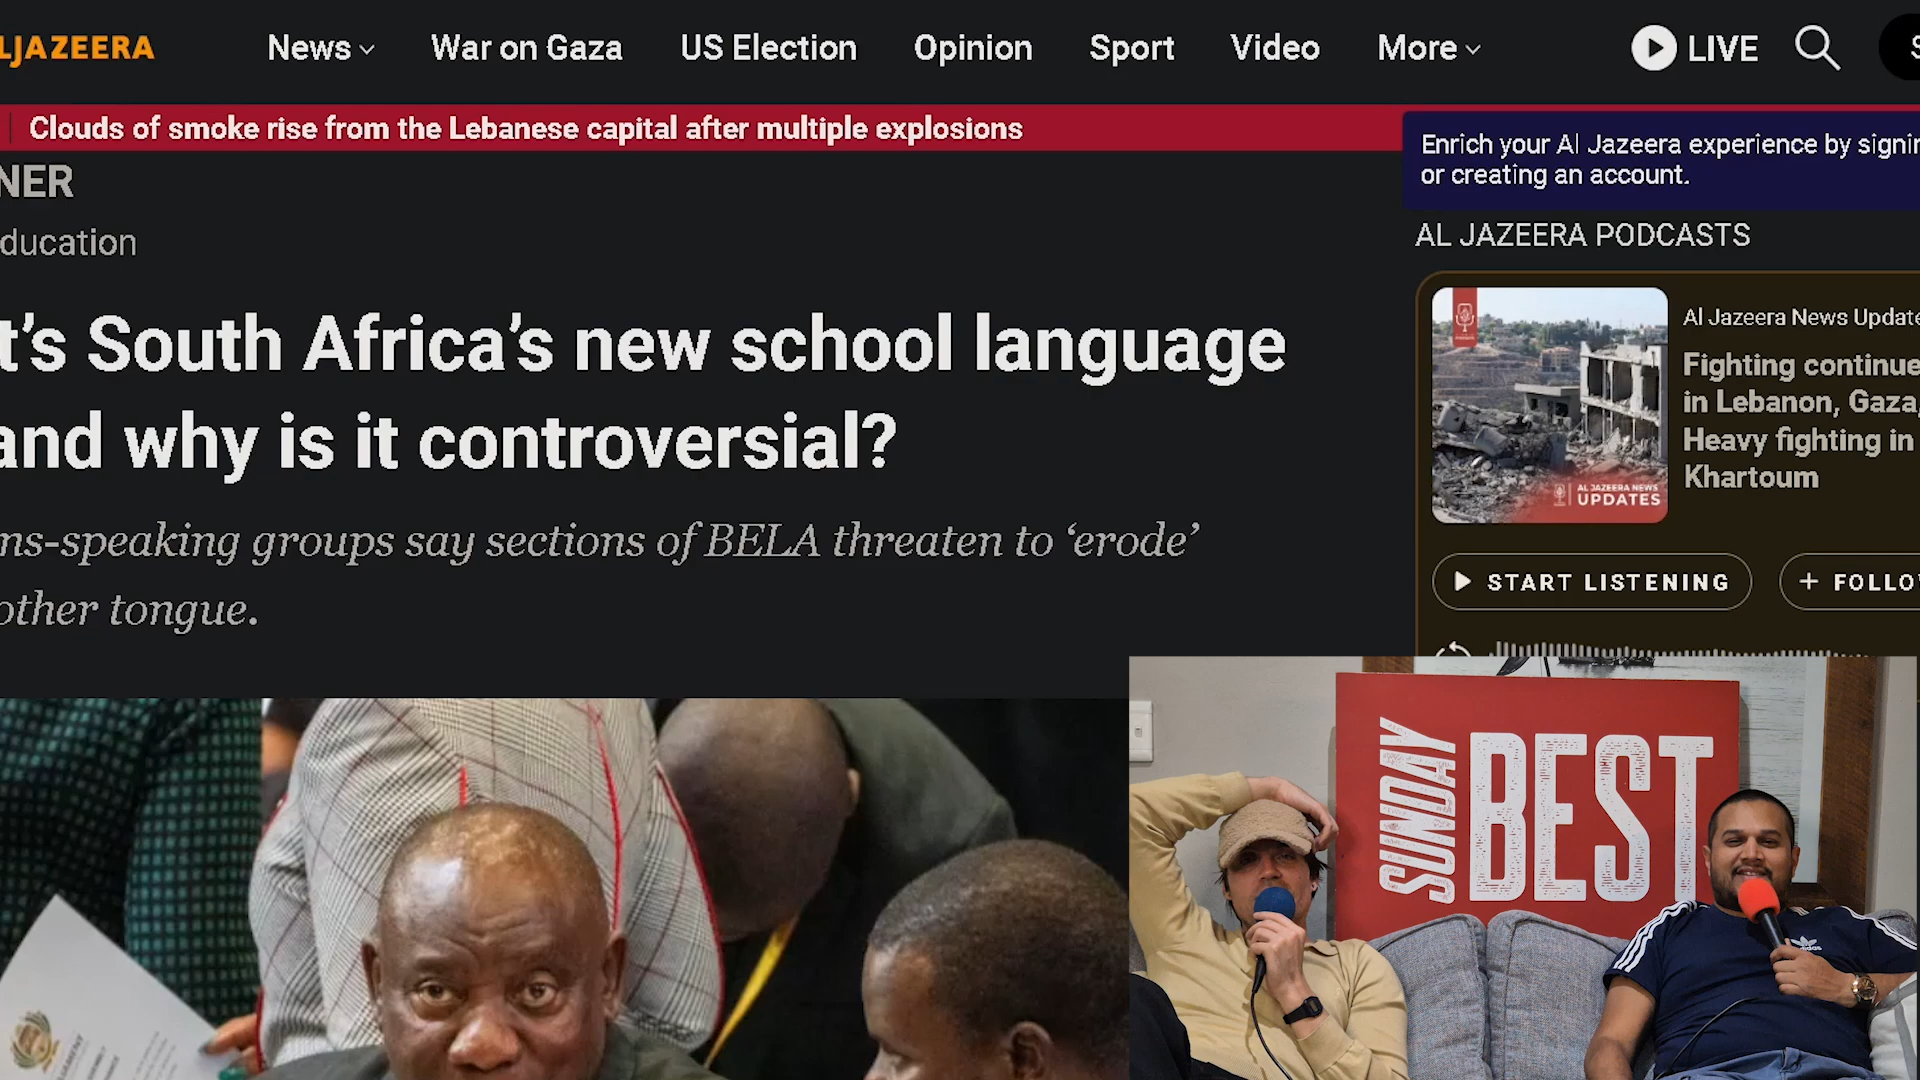 LJAZEERA
News
War on Gaza
US Election
Opinion
Sport
Video
More
LIVE
Clouds of smoke rise from the Lebanese capital after multiple explosions
Enrich your Al Jazeera experience by signin
or creating an account.
NER
ducation
t’s South Africa’s new school language
and why is it controversial?
ns-speaking groups say sections of BELA threaten to ‘erode’
other tongue.
AL JAZEERA PODCASTS
Al Jazeera News Update
Fighting continue
in Lebanon, Gaza,
Heavy fighting in
Khartoum
AL JAZEERA NEWS
UPDATES
START LISTENING
+ FOLLO
SUNDAY
BEST
adidas